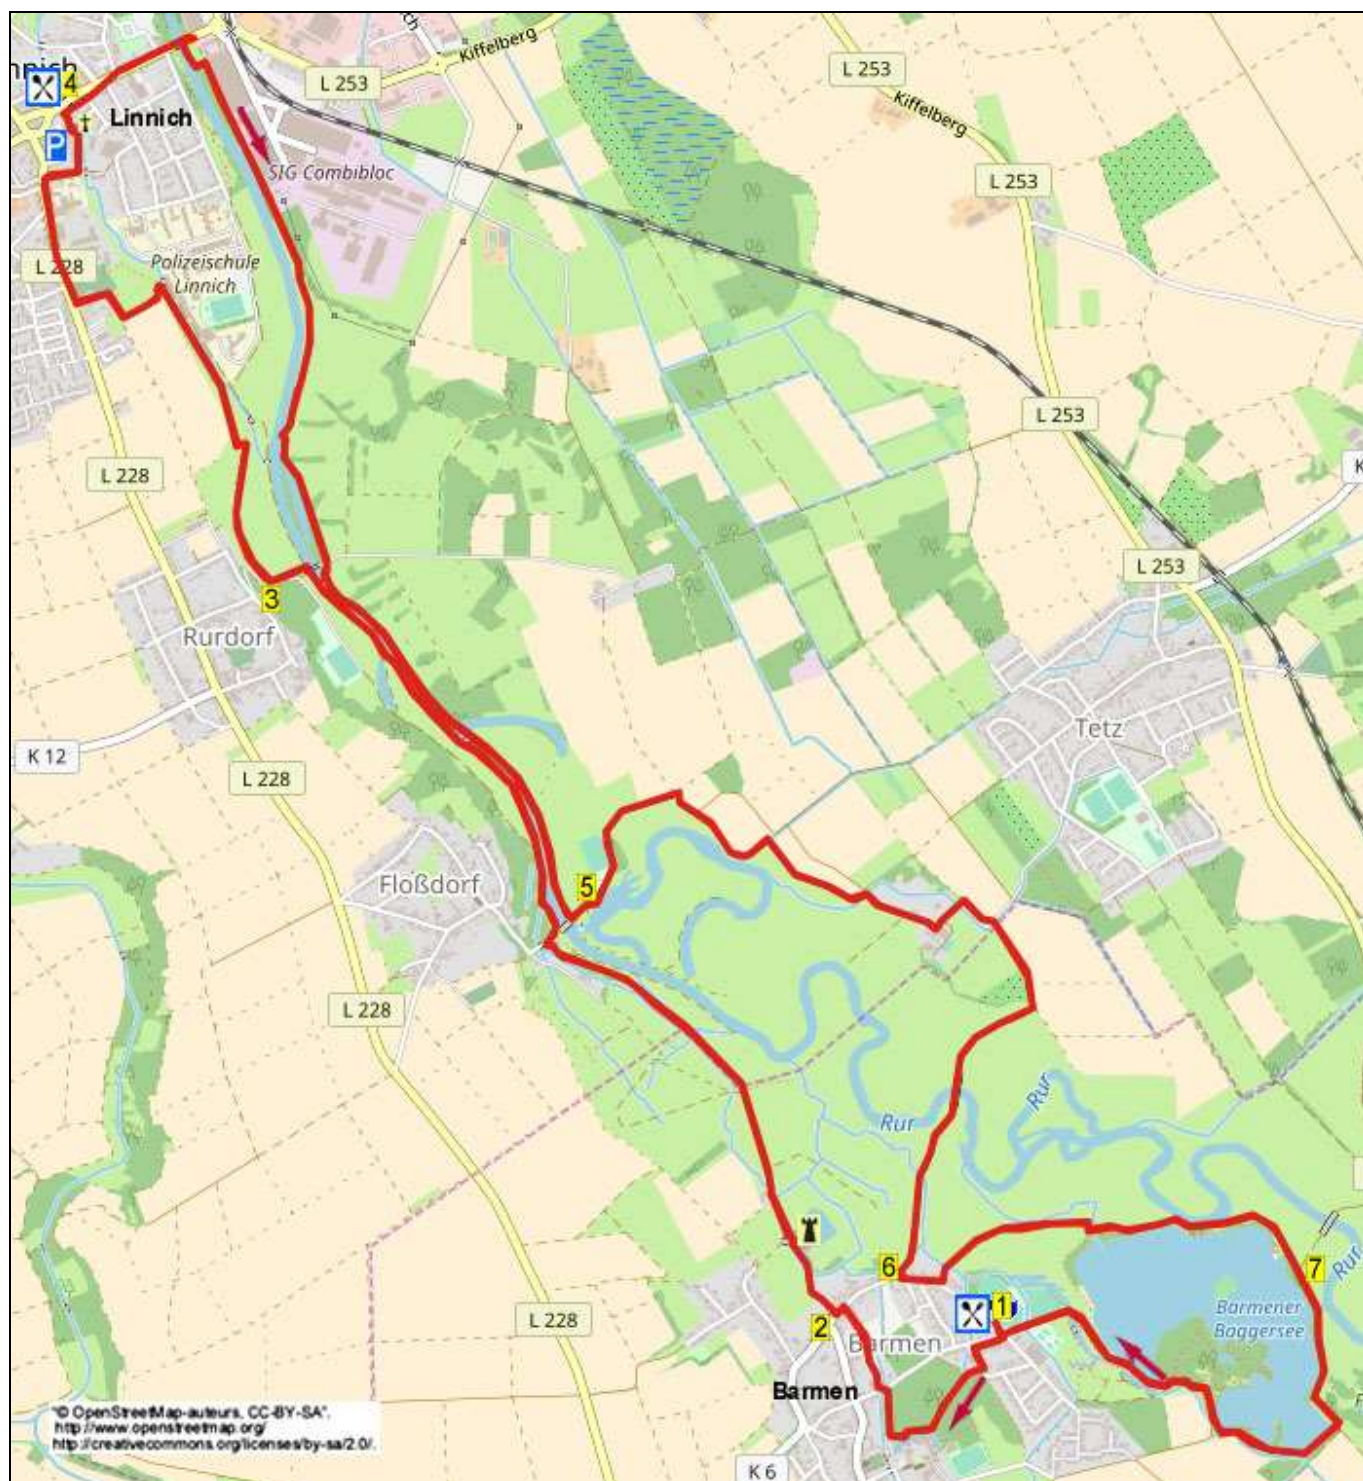 nnich
4
Linnich
P
L 253
Kiffelberg
L 253
Kiffelberg
L 253
SIG Combibloc
L 228
Polizeischule
Linnich
L 253
K
L 228
L 253
3
Rurdorf
Tetz
K 12
L 228
Floßdorf
5
L 228
Rur
Rur
6
7
Rur
1
Barmener
Baggersee
L 228
2
Barmen
Barmen
K 6
"© OpenStreetMap-auteurs, CC-BY-SA",
http://www.openstreetmap.org/
http://creativecommons.org/licenses/by-sa/2.0/.